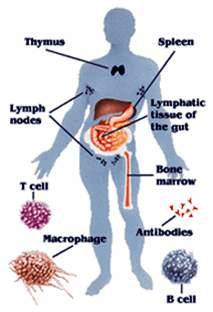 Thymus
Spleen
Lymph
nodes
Lymphatic
tissue of
the gut
Bone
marrow
T cell
Macrophage
Antibodies
B cell